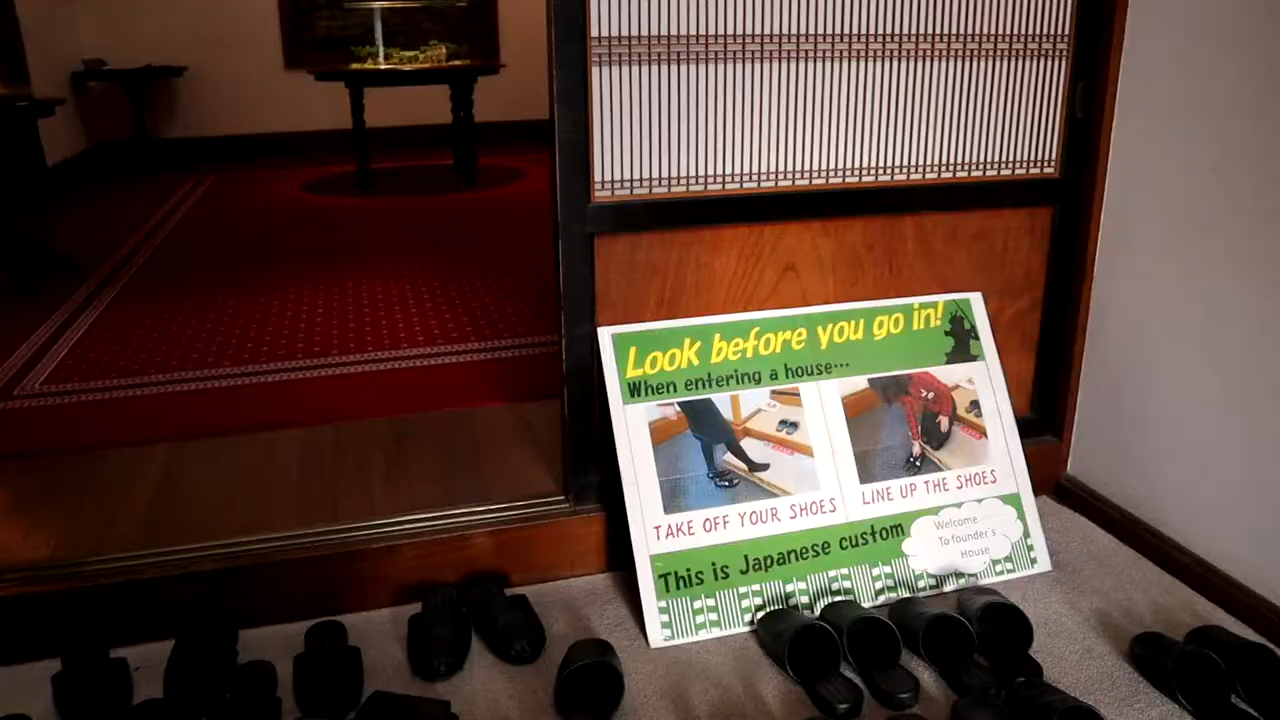 Look before you go in!
When entering a house...
TAKE OFF YOUR SHOES
LINE UP THE SHOES
This is Japanese custom
Welcome
To founder's
House